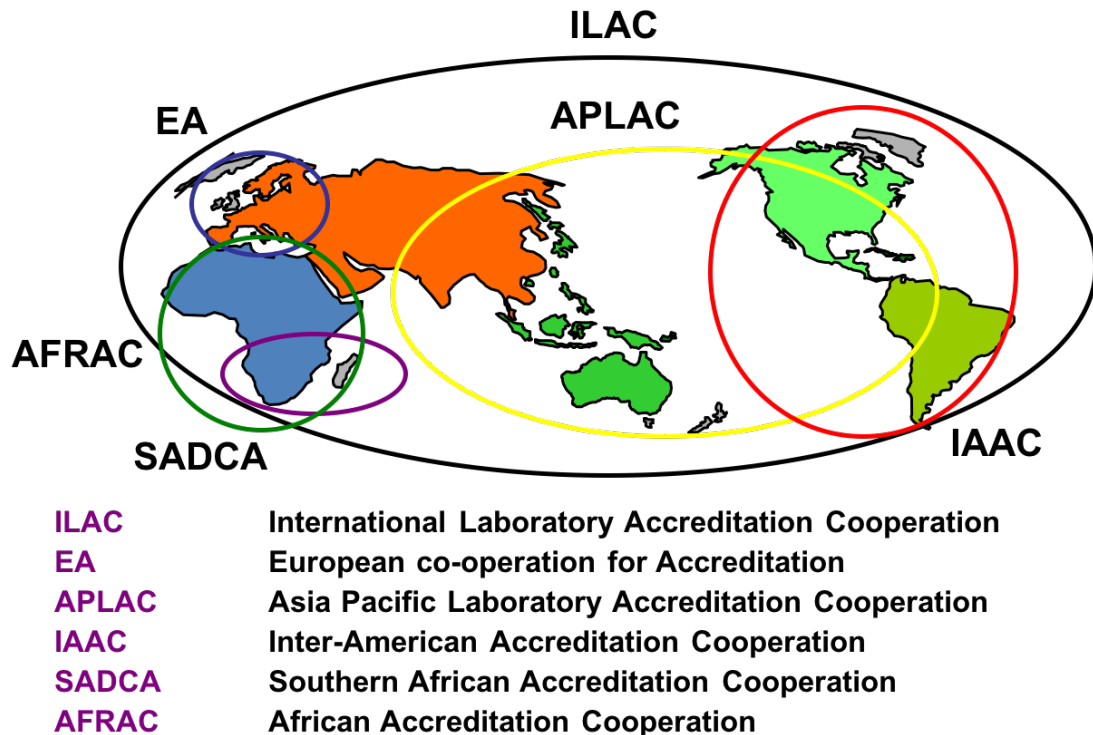 ILAC
EA
APLAC
AFRAC
SADCA
IAAC
ILAC International Laboratory Accreditation Cooperation
EA European co-operation for Accreditation
APLAC Asia Pacific Laboratory Accreditation Cooperation
IAAC Inter-American Accreditation Cooperation
SADCA Southern African Accreditation Cooperation
AFRAC African Accreditation Cooperation